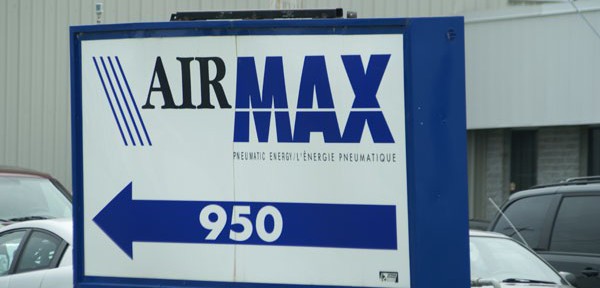 AIRMAX
PNEUMATIC ENERGY/L'ÉNERGIE PNEUMATIQUE
950